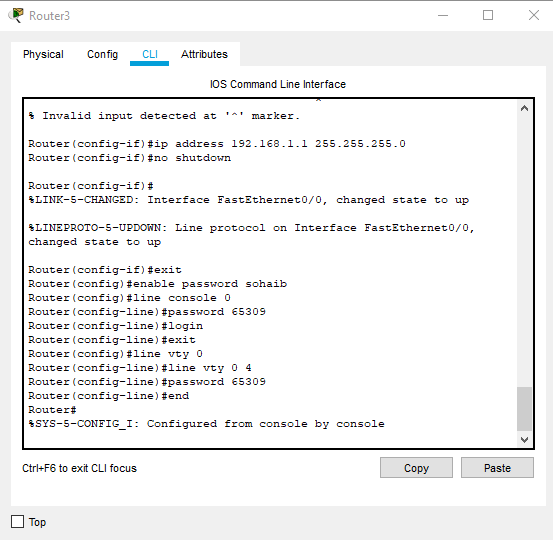 Router3
Physical Config CLI Attributes
IOS Command Line Interface
^
% Invalid input detected at '^' marker.
Router(config-if)#ip address 192.168.1.1 255.255.255.0
Router(config-if)#no shutdown
Router(config-if)#
%LINK-5-CHANGED: Interface FastEthernet0/0, changed state to up
%LINEPROTO-5-UPDOWN: Line protocol on Interface FastEthernet0/0,
changed state to up
Router(config-if)#exit
Router(config)#enable password sohaib
Router(config)#line console 0
Router(config-line)#password 65309
Router(config-line)#login
Router(config-line)#exit
Router(config)#line vty 0
Router(config-line)#line vty 0 4
Router(config-line)#password 65309
Router(config-line)#end
Router#
%SYS-5-CONFIG_I: Configured from console by console
Ctrl+F6 to exit CLI focus
Copy Paste
Top